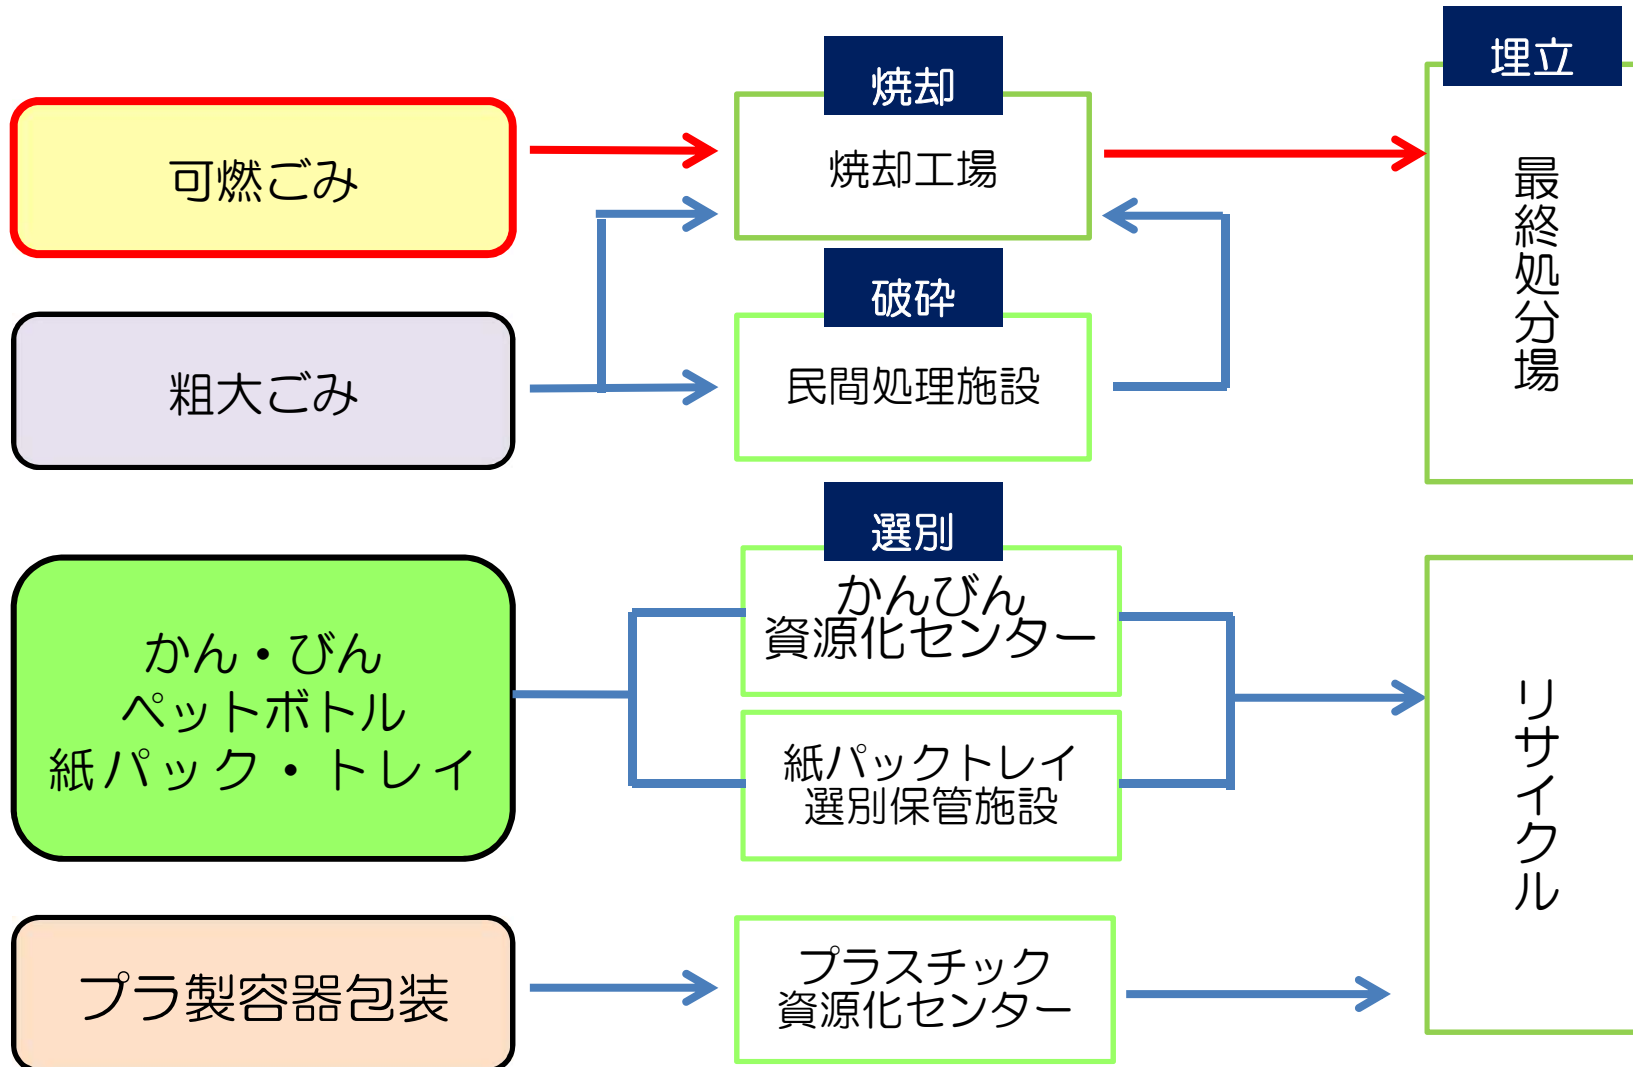 可燃ごみ
焼却
焼却工場
埋立
最終処分場
粗大ごみ
破砕
民間処理施設
かん・びん
ペットボトル
紙パック・トレイ
選別
かんびん
資源化センター
紙パックトレイ
選別保管施設
リサイクル
プラ製容器包装
プラスチック
資源化センター